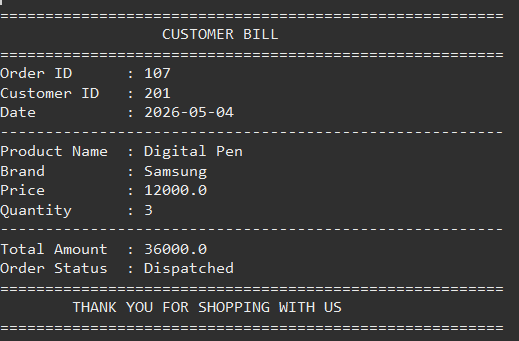 ========================================================
                  CUSTOMER BILL
========================================================
Order ID      : 107
Customer ID   : 201
Date          : 2026-05-04
--------------------------------------------------------
Product Name  : Digital Pen
Brand         : Samsung
Price         : 12000.0
Quantity      : 3
--------------------------------------------------------
Total Amount  : 36000.0
Order Status  : Dispatched
========================================================
        THANK YOU FOR SHOPPING WITH US
========================================================